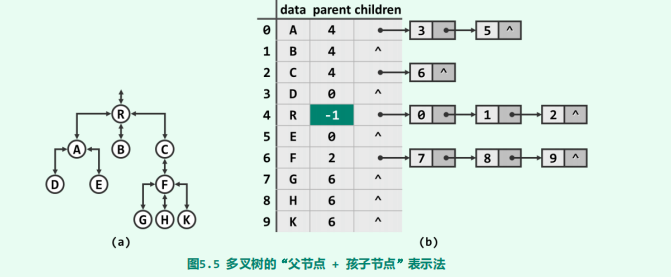 data parent children
0 A 4 3 5 ^
1 B 4 ^
2 C 4 6 ^
3 D 0 ^
4 R -1 0 1 2 ^
5 E 0 ^
6 F 2 7 8 9 ^
7 G 6 ^
8 H 6 ^
9 K 6 ^
R
A B C
D E F
G H K
(a) (b)
图5.5 多叉树的“父节点 + 孩子节点”表示法